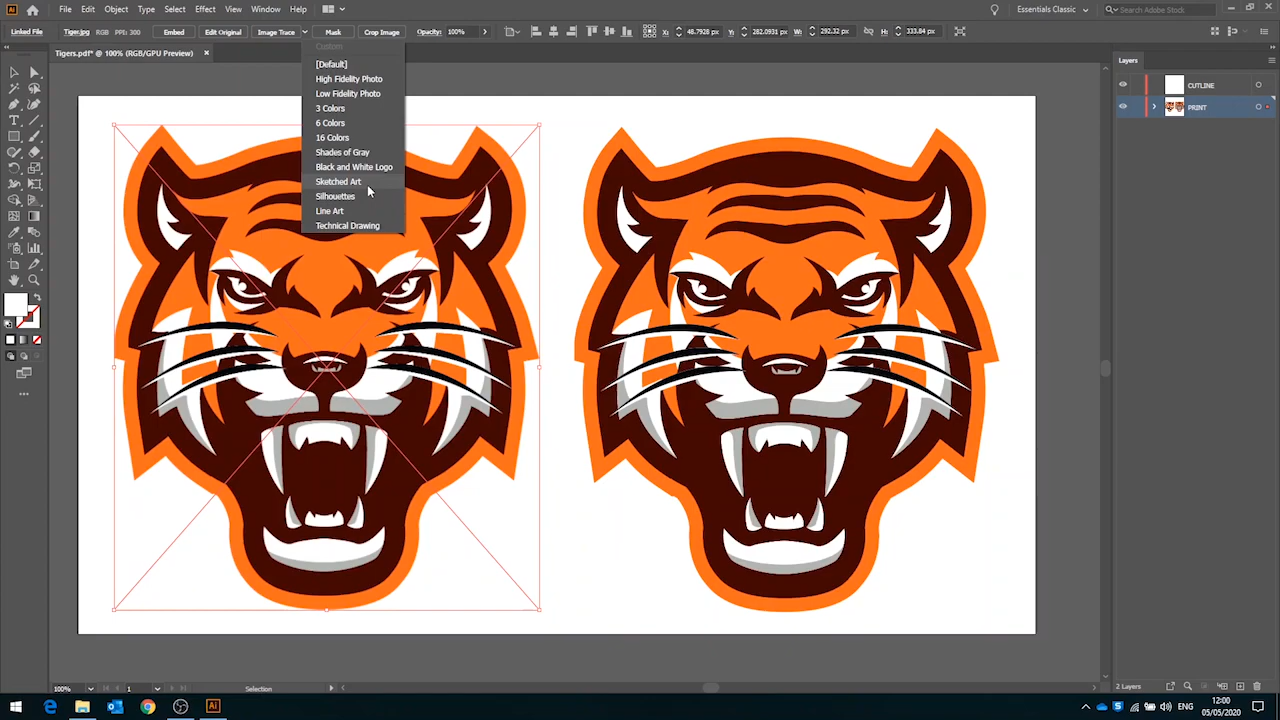 Ai File Edit Object Type Select Effect View Window Help Essentials Classic Search Adobe Stock
Linked File Tiger.jpg RGB PPI: 300 Embed Edit Original Image Trace Mask Crop Image Opacity: 100% X: 48.7928 px Y: 282.0931 px W: 292.32 px H: 333.84 px
Tigers.pdf* @ 100% (RGB/GPU Preview)
Custom
[Default]
High Fidelity Photo
Low Fidelity Photo
3 Colors
6 Colors
16 Colors
Shades of Gray
Black and White Logo
Sketched Art
Silhouettes
Line Art
Technical Drawing
Layers
CUTLINE
PRINT
100% 1 Selection
2 Layers
Ai
ENG
12:00
05/05/2020